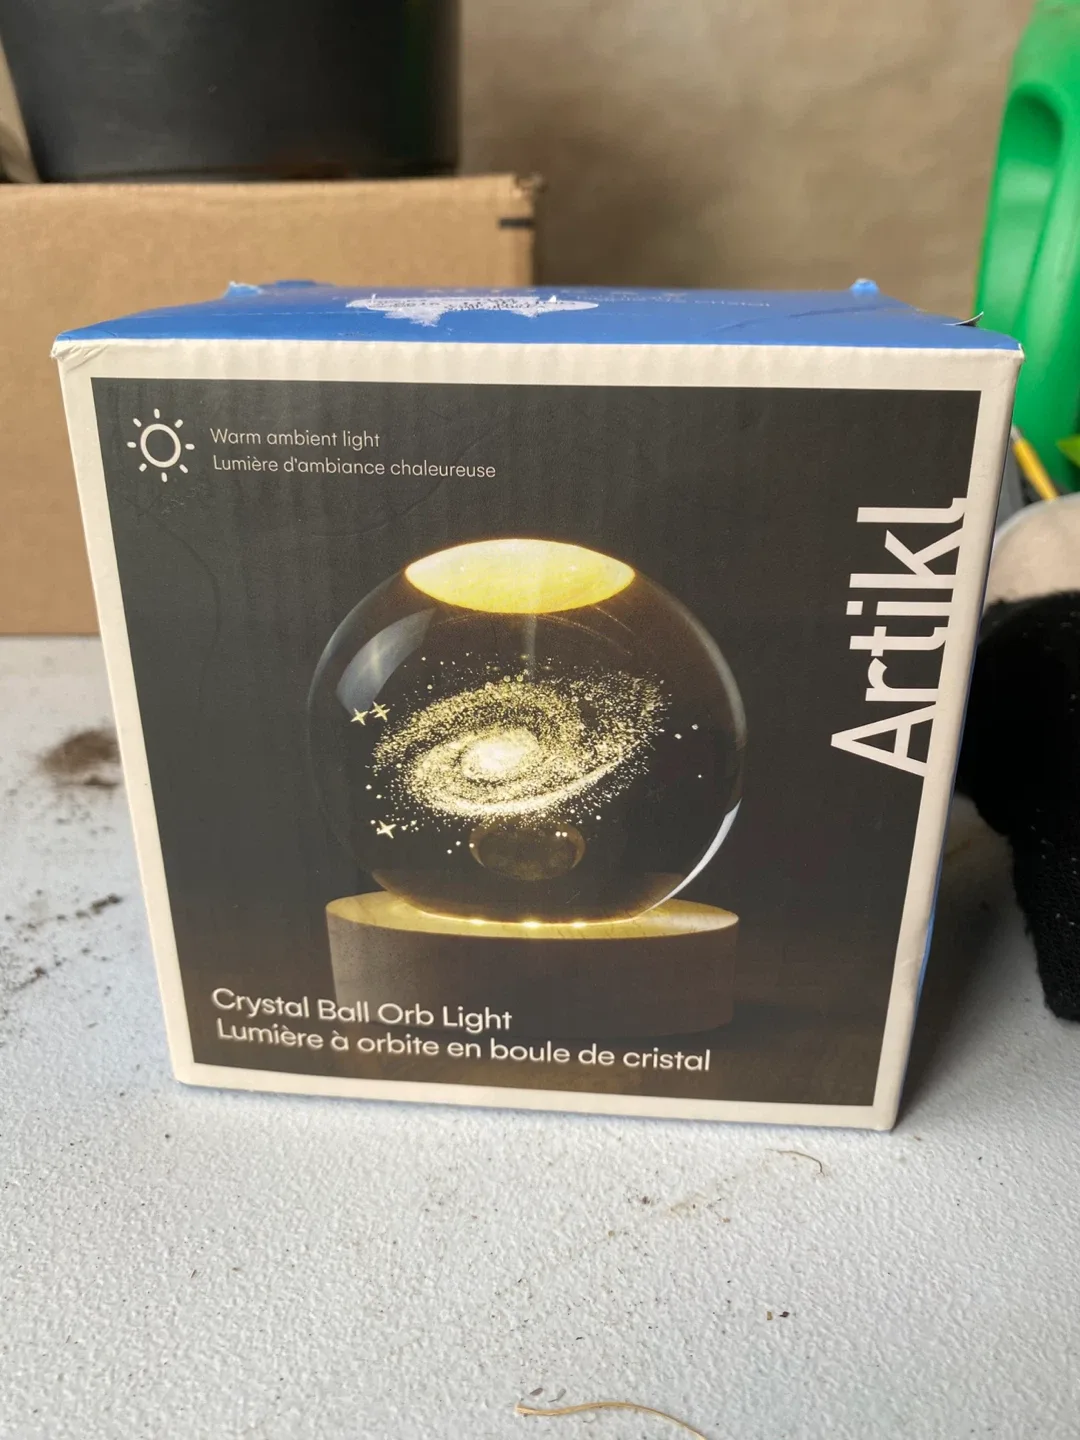 Warm ambient light
Lumière d'ambiance chaleureuse
Artikl
Crystal Ball Orb Light
Lumière à orbite en boule de cristal